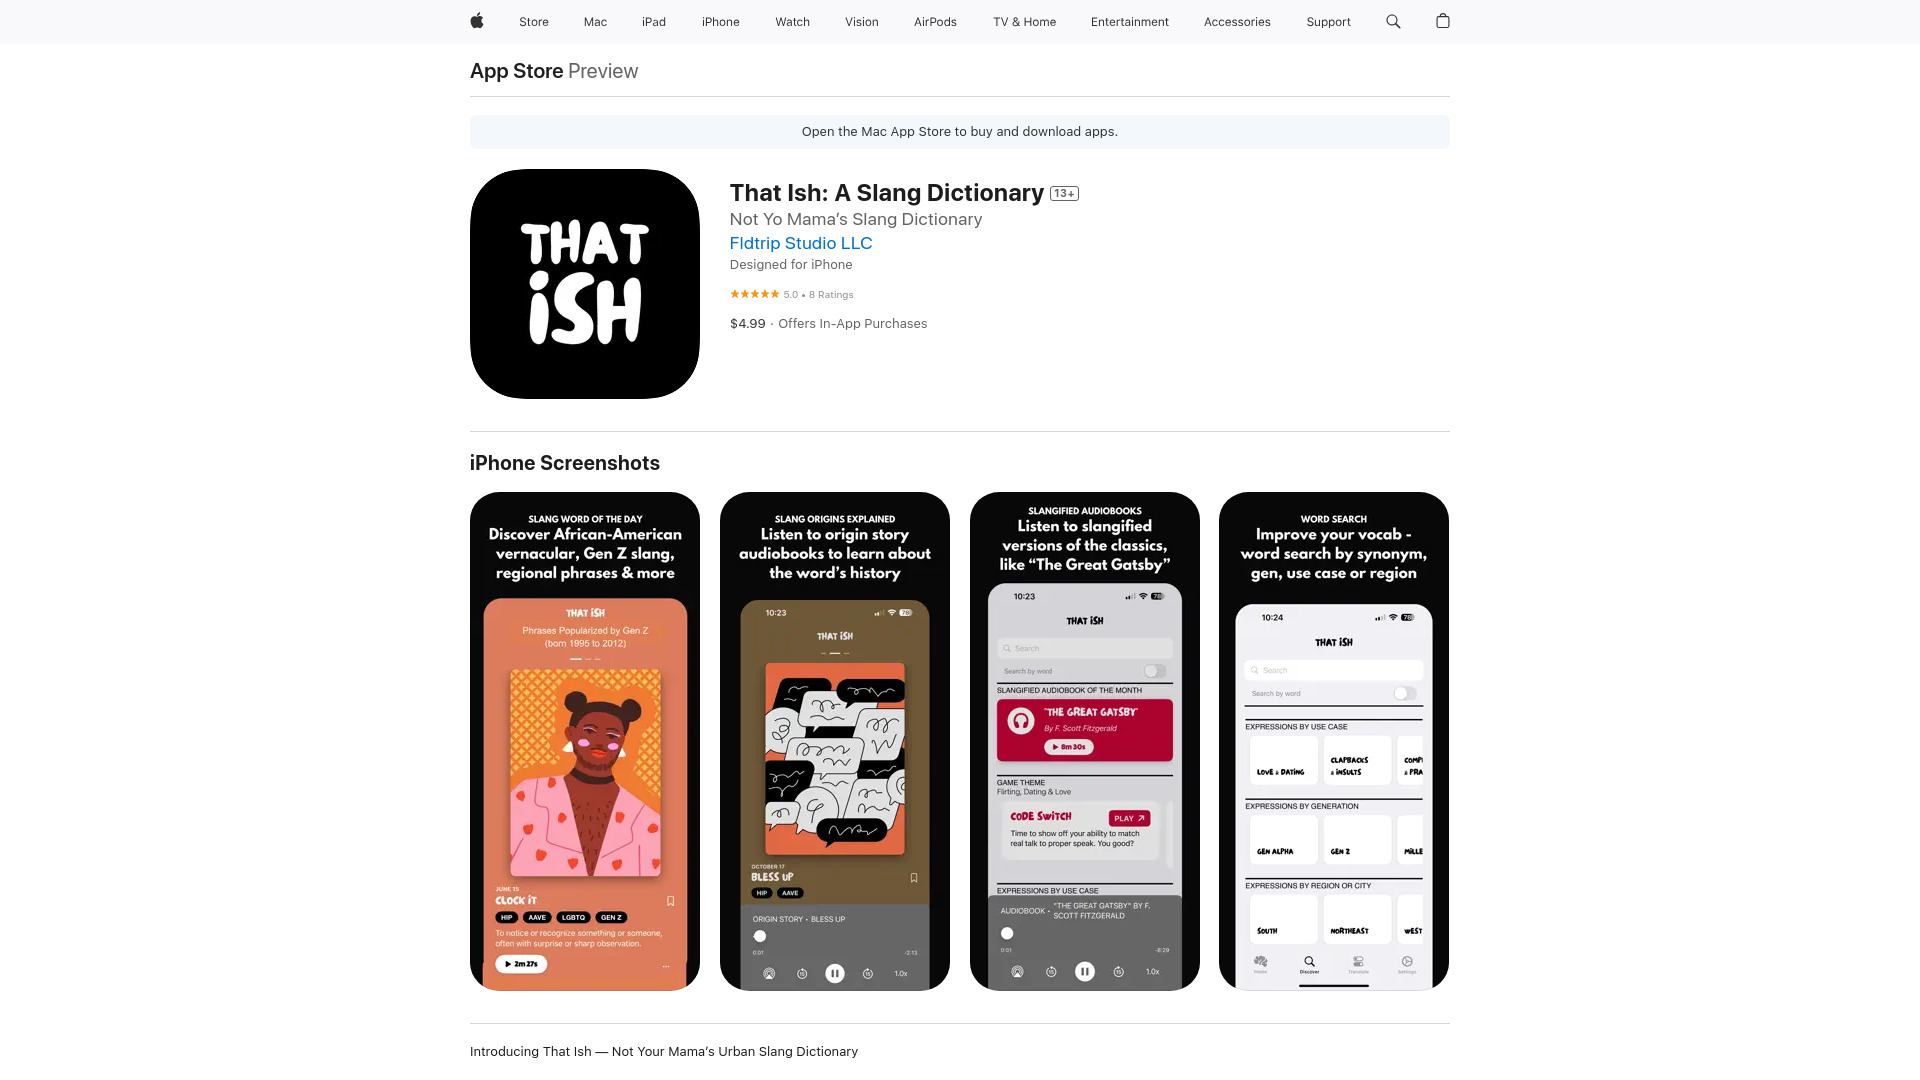 Store
Mac
iPad
iPhone
Watch
Vision
AirPods
TV & Home
Entertainment
Accessories
Support
App Store Preview
Open the Mac App Store to buy and download apps.
THAT
iSH
That Ish: A Slang Dictionary 13+
Not Yo Mama’s Slang Dictionary
Fldtrip Studio LLC
Designed for iPhone
★★★★★ 5.0 • 8 Ratings
$4.99 · Offers In-App Purchases
iPhone Screenshots
SLANG WORD OF THE DAY
Discover African-American
vernacular, Gen Z slang,
regional phrases & more
THAT iSH
Phrases Popularized by Gen Z
(born 1995 to 2012)
JUNE 15
CLOCK iT
HIP AAVE LGBTQ GEN Z
To notice or recognize something or someone,
often with surprise or sharp observation.
2m 27s
SLANG ORIGINS EXPLAINED
Listen to origin story
audiobooks to learn about
the word’s history
10:23
78
THAT iSH
OCTOBER 17
BLESS UP
HIP AAVE
ORIGIN STORY • BLESS UP
0:01
-2:13
15
15
1.0x
SLANGIFIED AUDIOBOOKS
Listen to slangified
versions of the classics,
like “The Great Gatsby”
10:23
78
THAT iSH
Search
Search by word
SLANGIFIED AUDIOBOOK OF THE MONTH
"THE GREAT GATSBY"
By F. Scott Fitzgerald
8m 30s
GAME THEME
Flirting, Dating & Love
CODE SWiTCH
PLAY
Time to show off your ability to match
real talk to proper speak. You good?
EXPRESSIONS BY USE CASE
AUDIOBOOK • "THE GREAT GATSBY" BY F.
SCOTT FITZGERALD
0:01
-8:29
15
15
1.0x
WORD SEARCH
Improve your vocab -
word search by synonym,
gen, use case or region
10:24
78
THAT iSH
Search
Search by word
EXPRESSIONS BY USE CASE
LOVE & DATiNG
CLAPBACKS
& iNSULTS
COMP
& PRA
EXPRESSIONS BY GENERATION
GEN ALPHA
GEN Z
MiLLE
EXPRESSIONS BY REGION OR CITY
SOUTH
NORTHEAST
WEST
Home
Discover
Translate
Settings
Introducing That Ish — Not Your Mama’s Urban Slang Dictionary